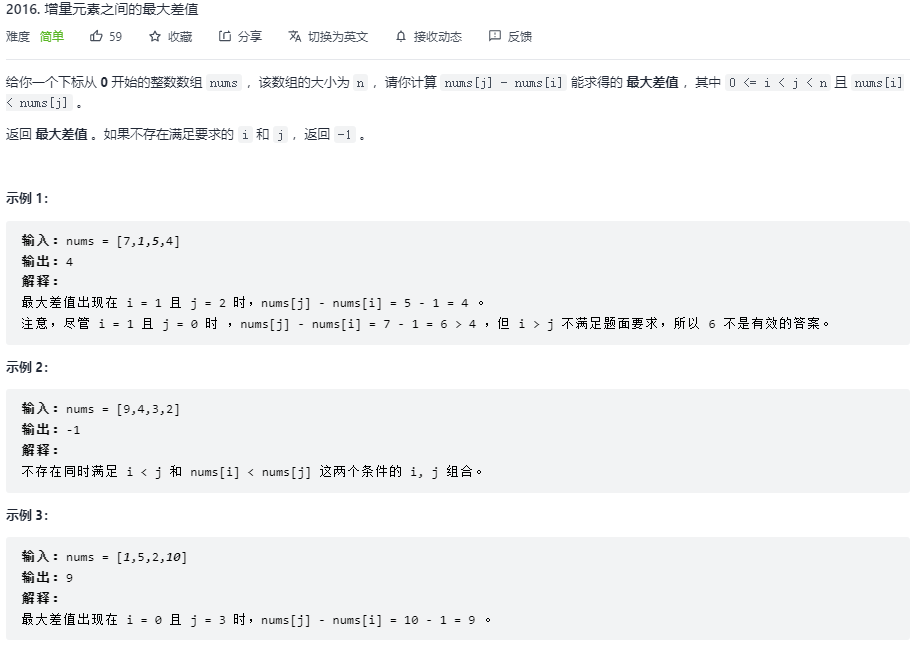 2016. 增量元素之间的最大差值
难度 简单 59 收藏 分享 切换为英文 接收动态 反馈
给你一个下标从 0 开始的整数数组 nums ，该数组的大小为 n ，请你计算 nums[j] - nums[i] 能求得的 最大差值 ，其中 0 <= i < j < n 且 nums[i]
< nums[j] 。
返回 最大差值 。如果不存在满足要求的 i 和 j ，返回 -1 。
示例 1：
输入：nums = [7,1,5,4]
输出：4
解释：
最大差值出现在 i = 1 且 j = 2 时，nums[j] - nums[i] = 5 - 1 = 4 。
注意，尽管 i = 1 且 j = 0 时 ，nums[j] - nums[i] = 7 - 1 = 6 > 4 ，但 i > j 不满足题面要求，所以 6 不是有效的答案。
示例 2：
输入：nums = [9,4,3,2]
输出：-1
解释：
不存在同时满足 i < j 和 nums[i] < nums[j] 这两个条件的 i, j 组合。
示例 3：
输入：nums = [1,5,2,10]
输出：9
解释：
最大差值出现在 i = 0 且 j = 3 时，nums[j] - nums[i] = 10 - 1 = 9 。